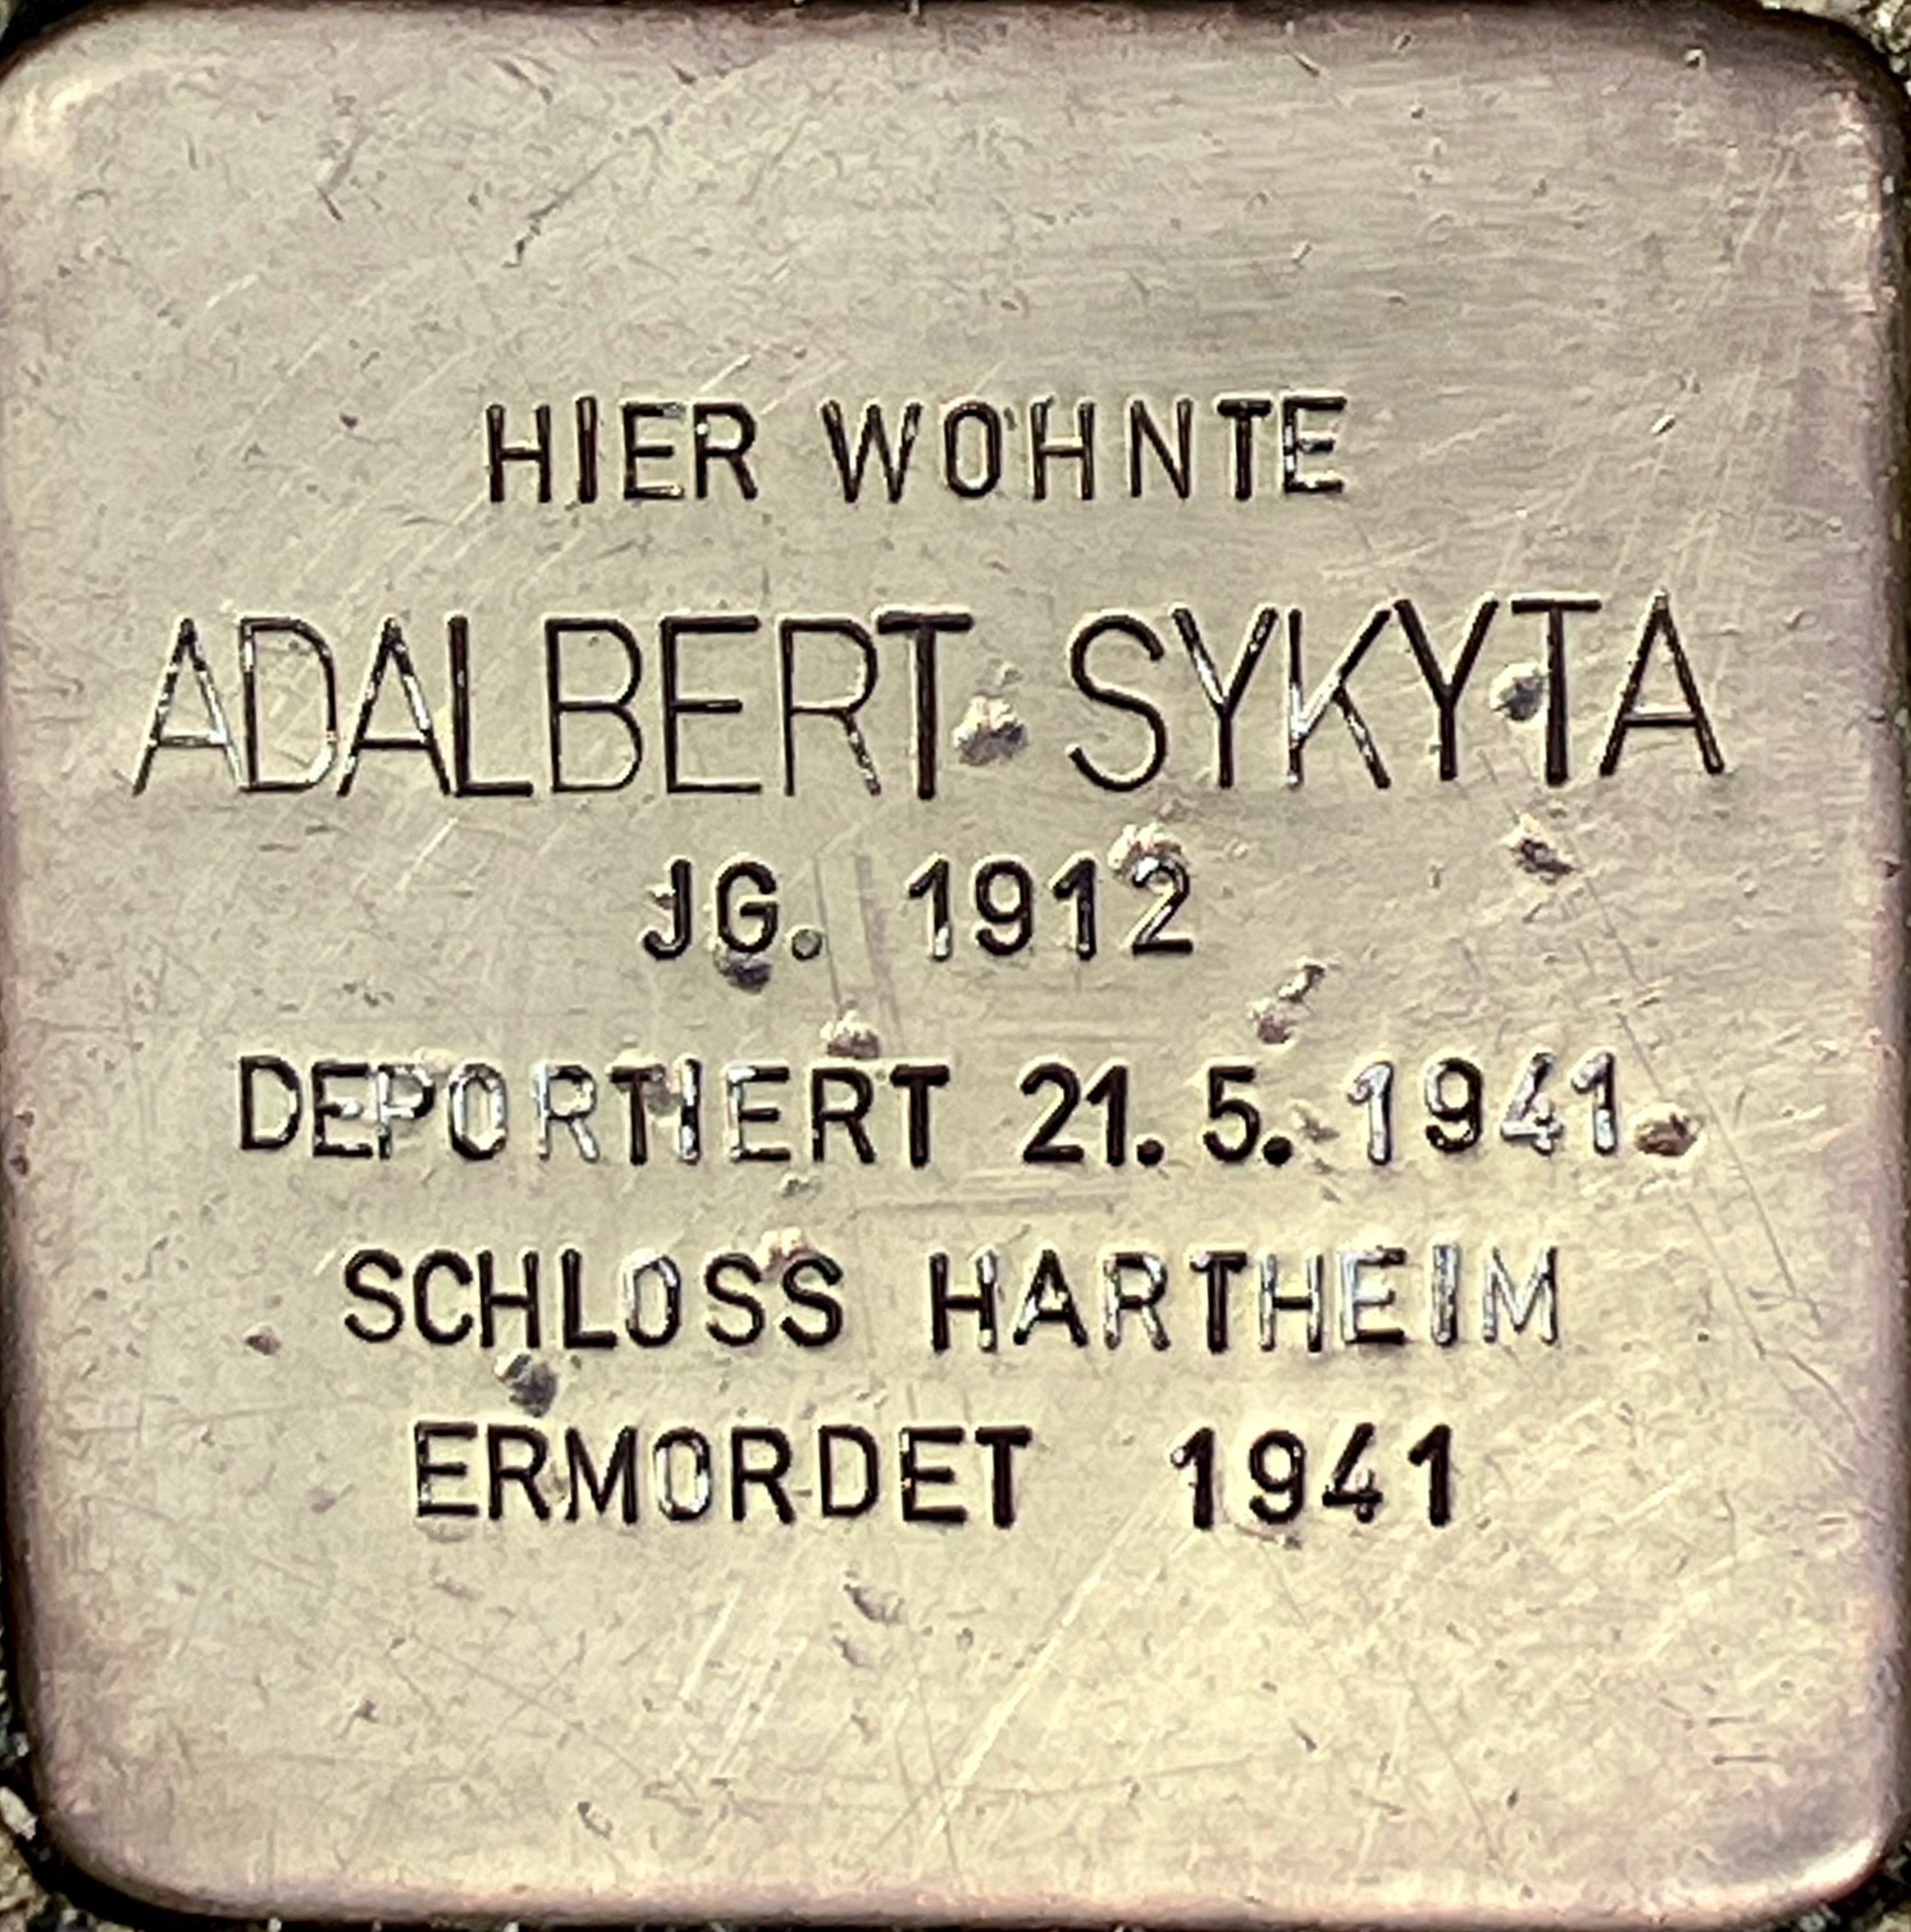 HIER WOHNTE
ADALBERT SYKYTA
JG. 1912
DEPORTIERT 21. 5. 1941
SCHLOSS HARTHEIM
ERMORDET 1941